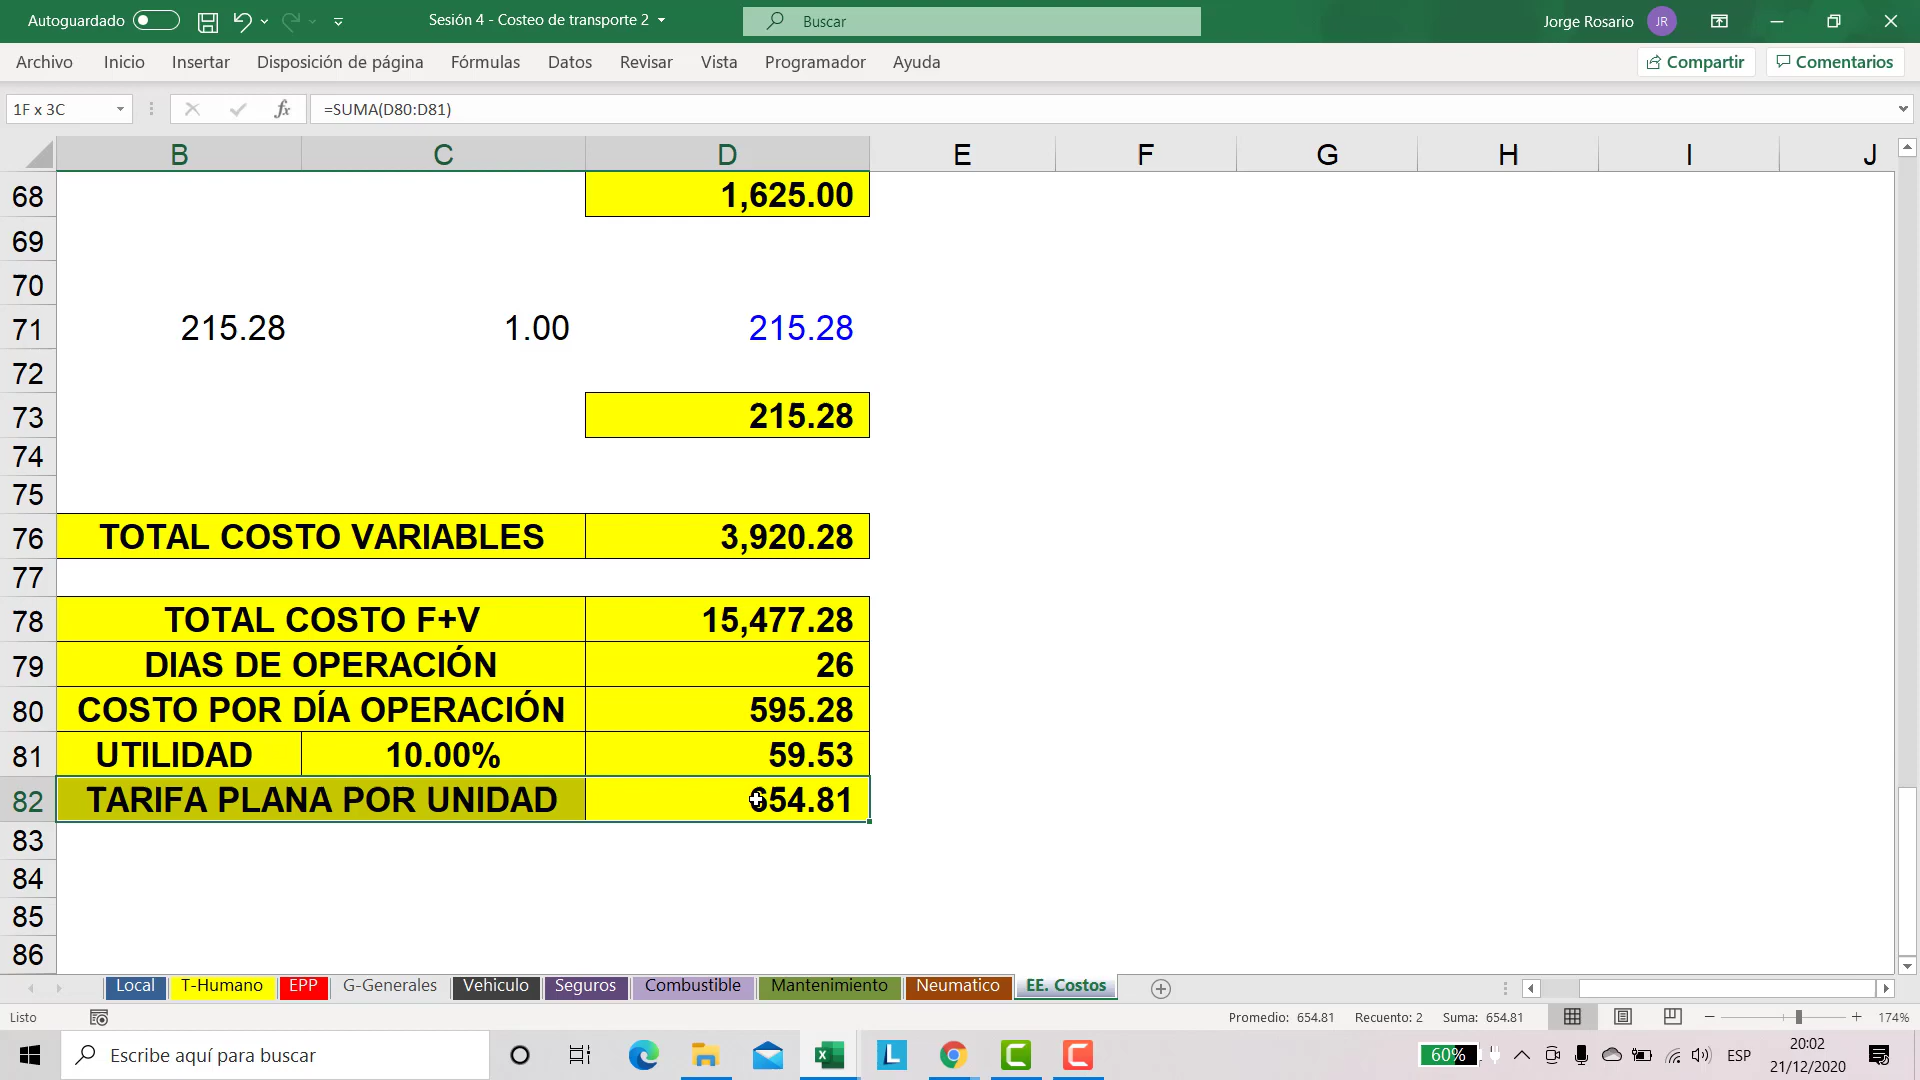 Autoguardado
Sesión 4 - Costeo de transporte 2
Buscar
Jorge Rosario
JR
Archivo Inicio Insertar Disposición de página Fórmulas Datos Revisar Vista Programador Ayuda
Compartir
Comentarios
1F x 3C
fx
=SUMA(D80:D81)
B C D E F G H I J
68 1,625.00
69
70
71 215.28 1.00 215.28
72
73 215.28
74
75
76 TOTAL COSTO VARIABLES 3,920.28
77
78 TOTAL COSTO F+V 15,477.28
79 DIAS DE OPERACIÓN 26
80 COSTO POR DÍA OPERACIÓN 595.28
81 UTILIDAD 10.00% 59.53
82 TARIFA PLANA POR UNIDAD 654.81
83
84
85
86
Local T-Humano EPP G-Generales Vehiculo Seguros Combustible Mantenimiento Neumatico EE. Costos
Listo
Promedio: 654.81 Recuento: 2 Suma: 654.81
174%
Escribe aquí para buscar
60%
ESP
20:02
21/12/2020